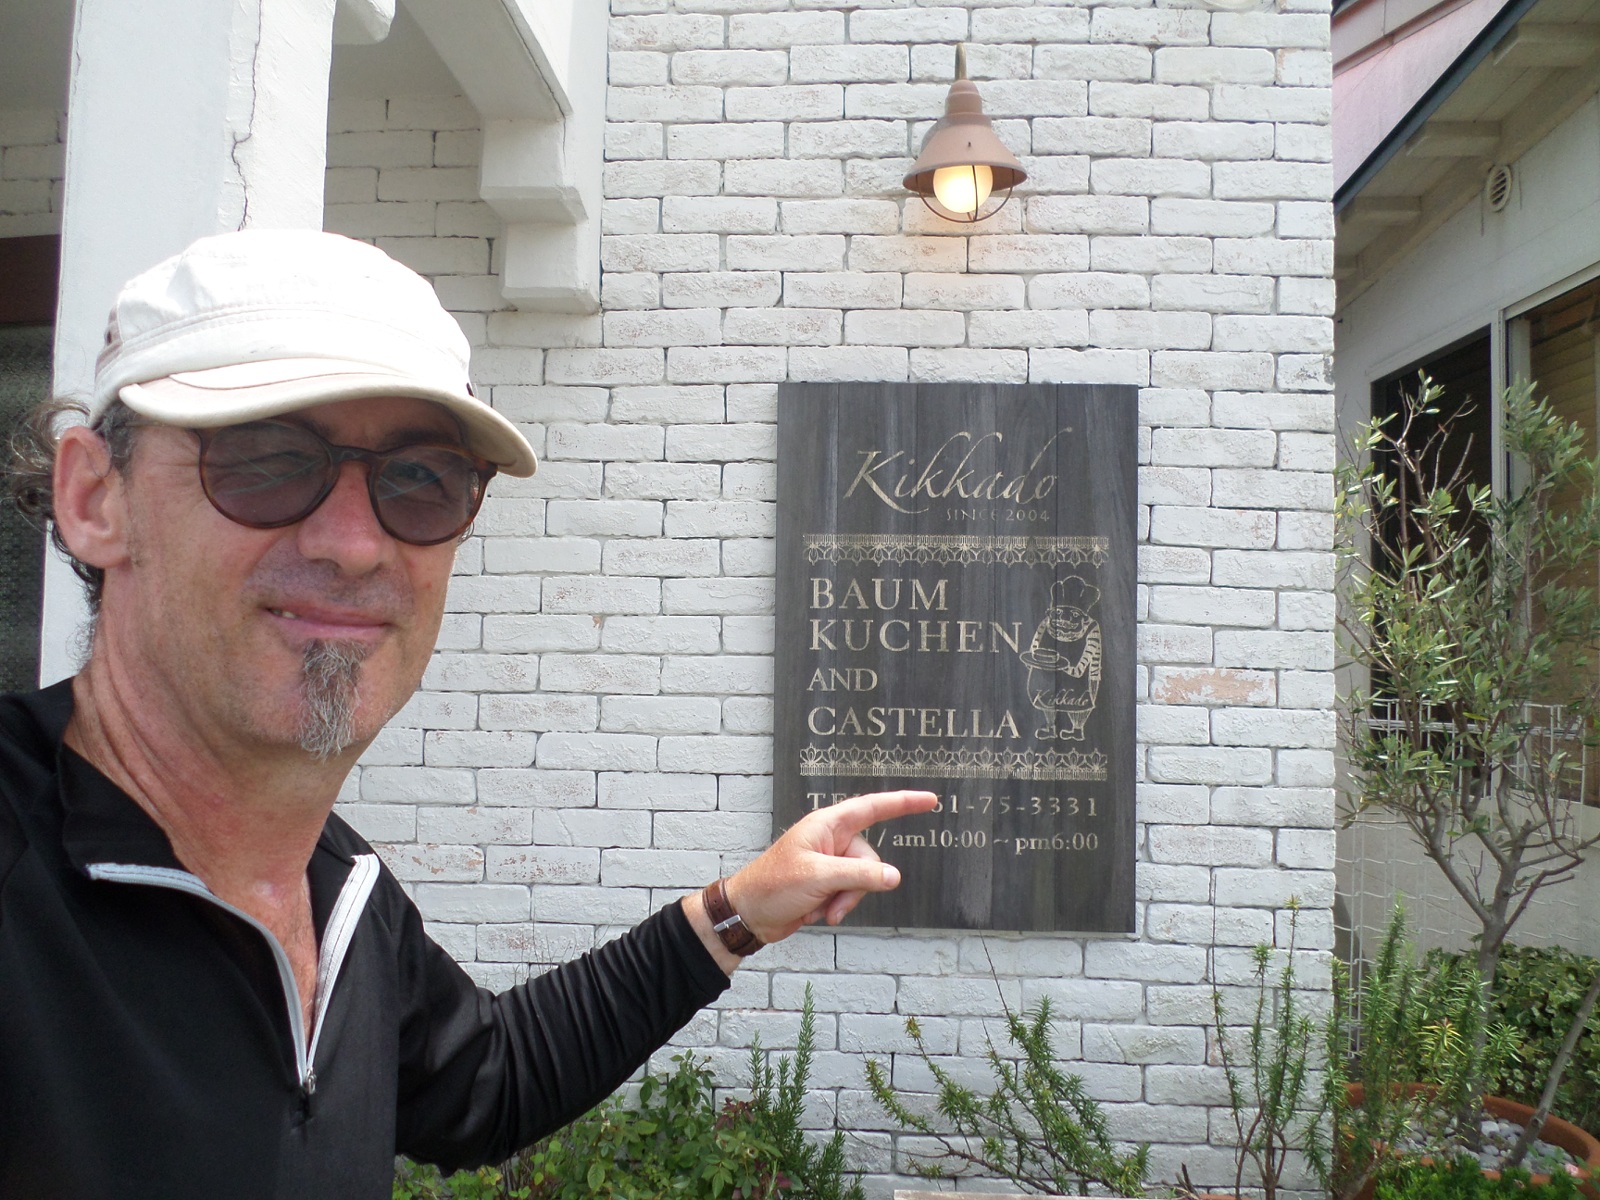 Kikkado
SINCE 2004
BAUM
KUCHEN
AND
CASTELLA
Kikkado
61-75-3331
/ am10:00 ~ pm6:00